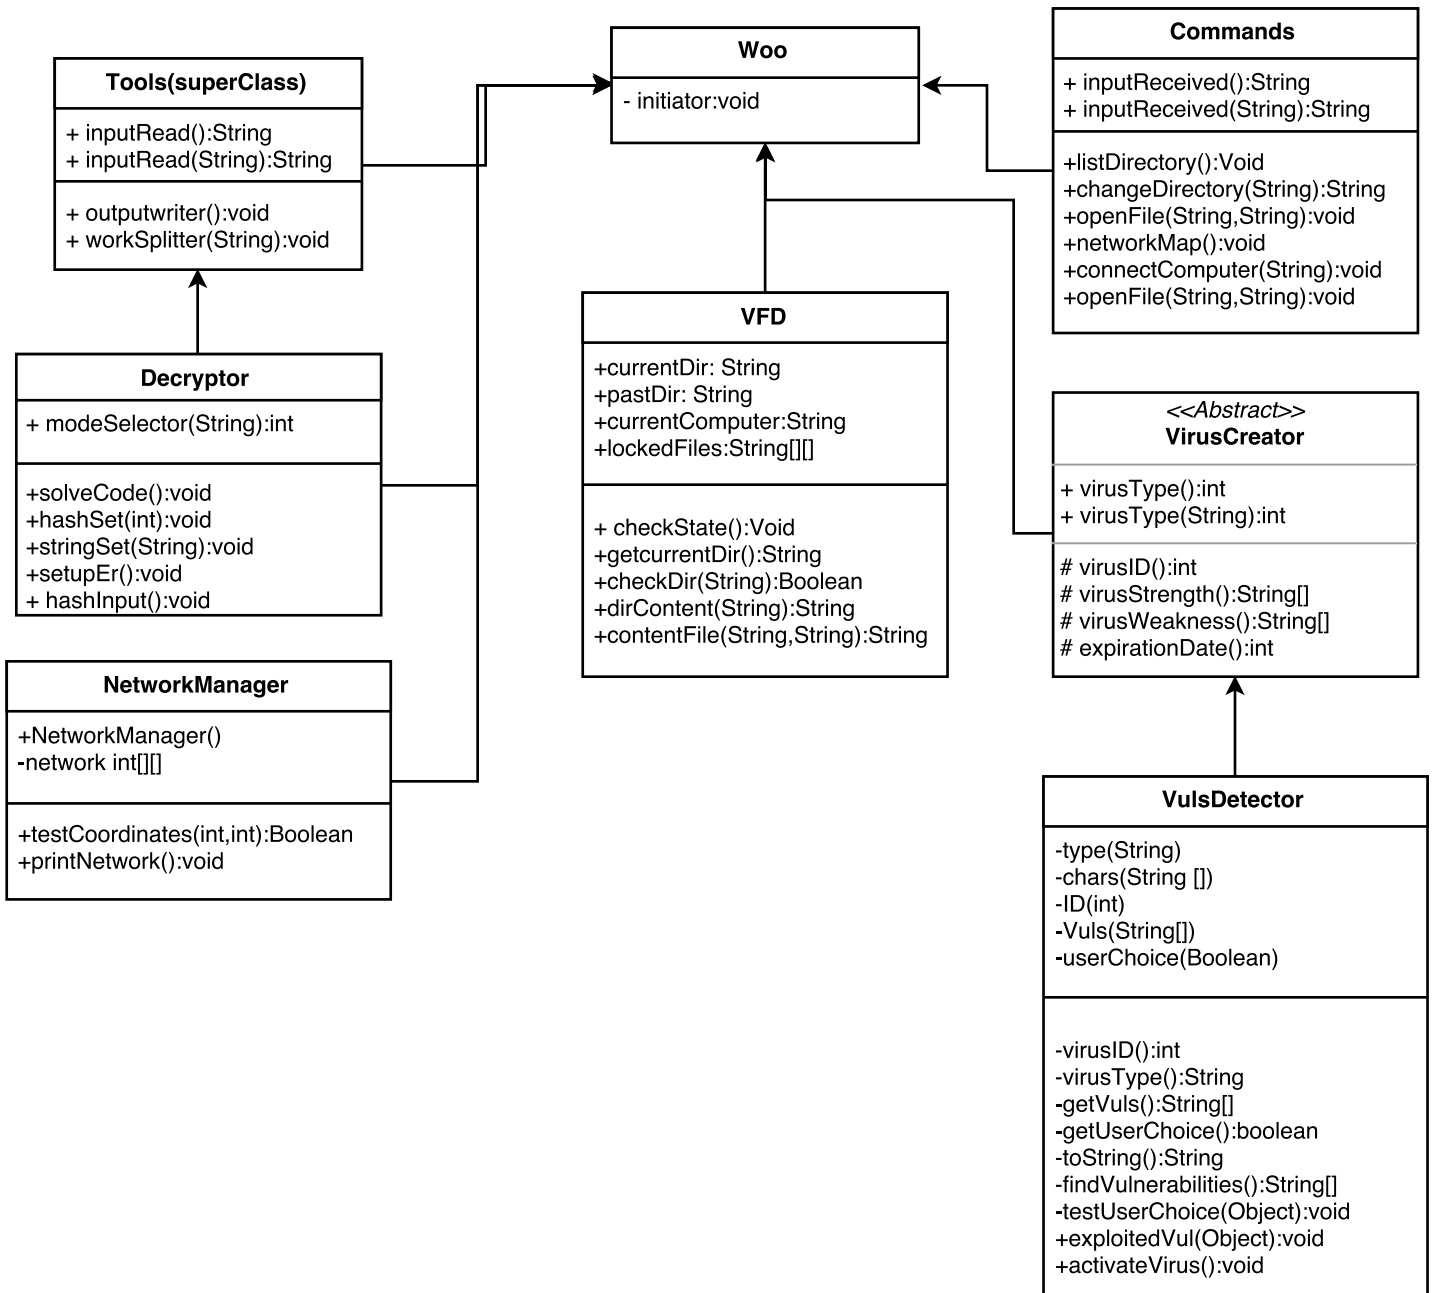 Tools(superClass)
+ inputRead():String
+ inputRead(String):String
+ outputwriter():void
+ workSplitter(String):void
Decryptor
+ modeSelector(String):int
+solveCode():void
+hashSet(int):void
+stringSet(String):void
+setupEr():void
+ hashInput():void
NetworkManager
+NetworkManager()
-network int[][]
+testCoordinates(int,int):Boolean
+printNetwork():void
Woo
- initiator:void
VFD
+currentDir: String
+pastDir: String
+currentComputer:String
+lockedFiles:String[][]
+ checkState():Void
+getcurrentDir():String
+checkDir(String):Boolean
+dirContent(String):String
+contentFile(String,String):String
Commands
+ inputReceived():String
+ inputReceived(String):String
+listDirectory():Void
+changeDirectory(String):String
+openFile(String,String):void
+networkMap():void
+connectComputer(String):void
+openFile(String,String):void
<<Abstract>>
VirusCreator
+ virusType():int
+ virusType(String):int
# virusID():int
# virusStrength():String[]
# virusWeakness():String[]
# expirationDate():int
VulsDetector
-type(String)
-chars(String [])
-ID(int)
-Vuls(String[])
-userChoice(Boolean)
-virusID():int
-virusType():String
-getVuls():String[]
-getUserChoice():boolean
-toString():String
-findVulnerabilities():String[]
-testUserChoice(Object):void
+exploitedVul(Object):void
+activateVirus():void